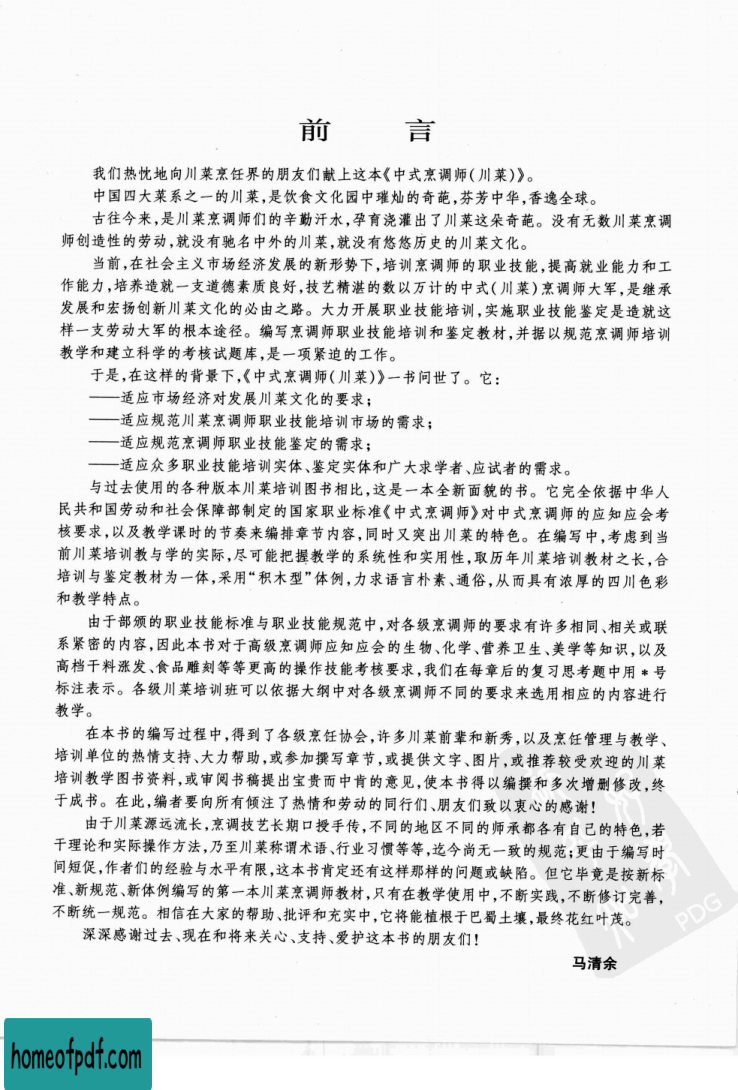 前 言
我们热忱地向川菜烹饪界的朋友们献上这本《中式烹调师(川菜)》。
中国四大菜系之一的川菜,是饮食文化园中璀灿的奇葩,芬芳中华,香逸全球。
古往今来,是川菜烹调师们的辛勤汗水,孕育浇灌出了川菜这朵奇葩。没有无数川菜烹调
师创造性的劳动,就没有驰名中外的川菜,就没有悠悠历史的川菜文化。
当前,在社会主义市场经济发展的新形势下,培训烹调师的职业技能,提高就业能力和工
作能力,培养造就一支道德素质良好,技艺精湛的数以万计的中式(川菜)烹调师大军,是继承
发展和宏扬创新川菜文化的必由之路。大力开展职业技能培训,实施职业技能鉴定是造就这
样一支劳动大军的根本途径。编写烹调师职业技能培训和鉴定教材,并据以规范烹调师培训
教学和建立科学的考核试题库,是一项紧迫的工作。
于是,在这样的背景下,《中式烹调师(川菜)》一书问世了。它:
——适应市场经济对发展川菜文化的要求;
——适应规范川菜烹调师职业技能培训市场的需求;
——适应规范烹调师职业技能鉴定的需求;
——适应众多职业技能培训实体、鉴定实体和广大求学者、应试者的需求。
与过去使用的各种版本川菜培训图书相比,这是一本全新面貌的书。它完全依据中华人
民共和国劳动和社会保障部制定的国家职业标准《中式烹调师》对中式烹调师的应知应会考
核要求,以及教学课时的节奏来编排章节内容,同时又突出川菜的特色。在编写中,考虑到当
前川菜培训教与学的实际,尽可能把握教学的系统性和实用性,取历年川菜培训教材之长,合
培训与鉴定教材为一体,采用“积木型”体例,力求语言朴素、通俗,从而具有浓厚的四川色彩
和教学特点。
由于部颁的职业技能标准与职业技能规范中,对各级烹调师的要求有许多相同、相关或联
系紧密的内容,因此本书对于高级烹调师应知应会的生物、化学、营养卫生、美学等知识,以及
高档干料涨发、食品雕刻等等更高的操作技能考核要求,我们在每章后的复习思考题中用*号
标注表示。各级川菜培训班可以依据大纲中对各级烹调师不同的要求来选用相应的内容进行
教学。
在本书的编写过程中,得到了各级烹饪协会,许多川菜前辈和新秀,以及烹饪管理与教学、
培训单位的热情支持、大力帮助,或参加撰写章节,或提供文字、图片,或推荐较受欢迎的川菜
培训教学图书资料,或审阅书稿提出宝贵而中肯的意见,使本书得以编撰和多次增删修改,终
于成书。在此,编者要向所有倾注了热情和劳动的同行们、朋友们致以衷心的感谢!
由于川菜源远流长,烹调技艺长期口授手传,不同的地区不同的师承都各有自己的特色,若
干理论和实际操作方法,乃至川菜称谓术语、行业习惯等等,迄今尚无一致的规范;更由于编写时
间短促,作者们的经验与水平有限,这本书肯定还有这样那样的问题或缺陷。但它毕竟是按新标
准、新规范、新体例编写的第一本川菜烹调师教材,只有在教学使用中,不断实践,不断修订完善,
不断统一规范。相信在大家的帮助、批评和充实中,它将能植根于巴蜀土壤,最终花红叶茂。
深深感谢过去、现在和将来关心、支持、爱护这本书的朋友们!
马清余
PDG
homeofpdf.com